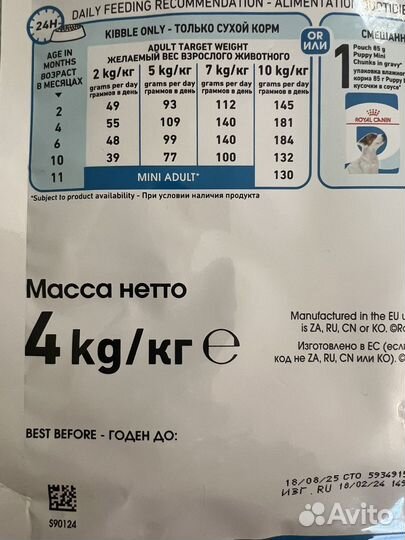 DAILY FEEDING RECOMMENDATION - ALIMENTATION
24H
KIBBLE ONLY - ТОЛЬКО СУХОЙ КОРМ
OR
ИЛИ
AGE IN
MONTHS
ВОЗРАСТ
В МЕСЯЦАХ
ADULT TARGET WEIGHT
ЖЕЛАЕМЫЙ ВЕС ВЗРОСЛОГО ЖИВОТНОГО
2 kg/кг 5 kg/кг 7 kg/кг 10 kg/кг
grams per day grams per day grams per day grams per day
граммов в день граммов в день граммов в день граммов в день
2 49 93 112 145
4 55 109 140 181
6 48 99 140 184
10 39 77 100 132
11 MINI ADULT* 130
*Subject to product availability - При условии наличия продукта
1
Pouch 85 g
Puppy Mini
Chunks in gravy
упаковка влажного
корма 85 г Puppy
кусочки в соусе
ROYAL CANIN
Масса нетто
4 kg/кг ℮
Manufactured in the EU
is ZA, RU, CN or KO.
Изготовлено в ЕС
код не ZA, RU, CN или KO).
BEST BEFORE - ГОДЕН ДО:
18/08/25 СТО 5934915
ИЗГ. RU 18/02/24
S90124
Avito